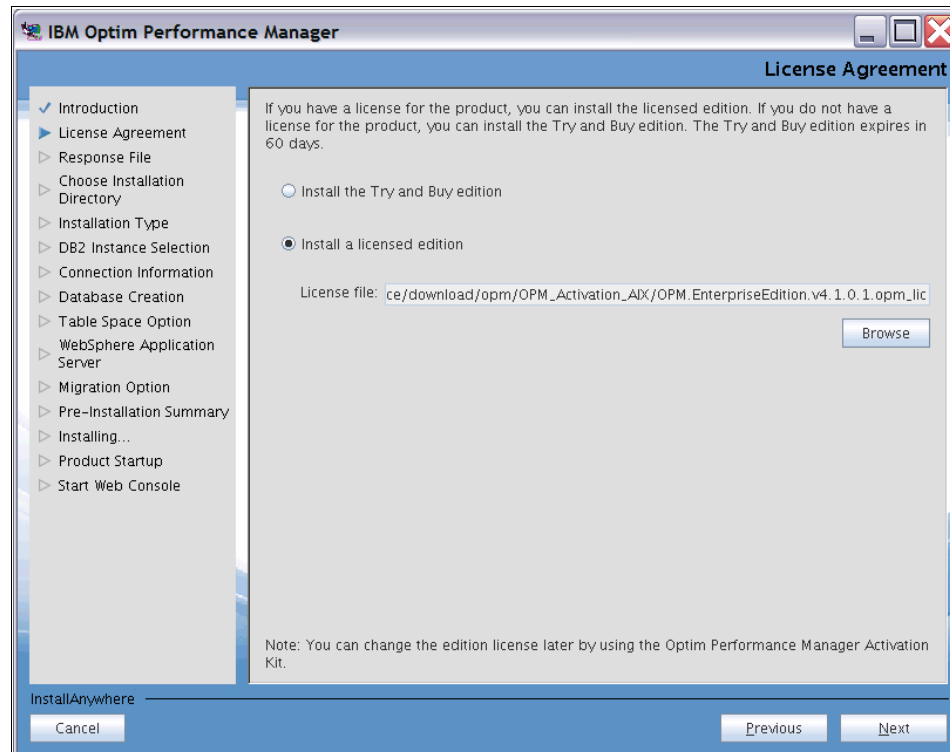 IBM Optim Performance Manager
License Agreement
Introduction
License Agreement
Response File
Choose Installation
Directory
Installation Type
DB2 Instance Selection
Connection Information
Database Creation
Table Space Option
WebSphere Application
Server
Migration Option
Pre-Installation Summary
Installing...
Product Startup
Start Web Console
If you have a license for the product, you can install the licensed edition. If you do not have a
license for the product, you can install the Try and Buy edition. The Try and Buy edition expires in
60 days.
Install the Try and Buy edition
Install a licensed edition
License file: ce/download/opm/OPM_Activation_AIX/OPM.EnterpriseEdition.v4.1.0.1.opm_lic
Browse
Note: You can change the edition license later by using the Optim Performance Manager Activation
Kit.
InstallAnywhere
Cancel
Previous
Next